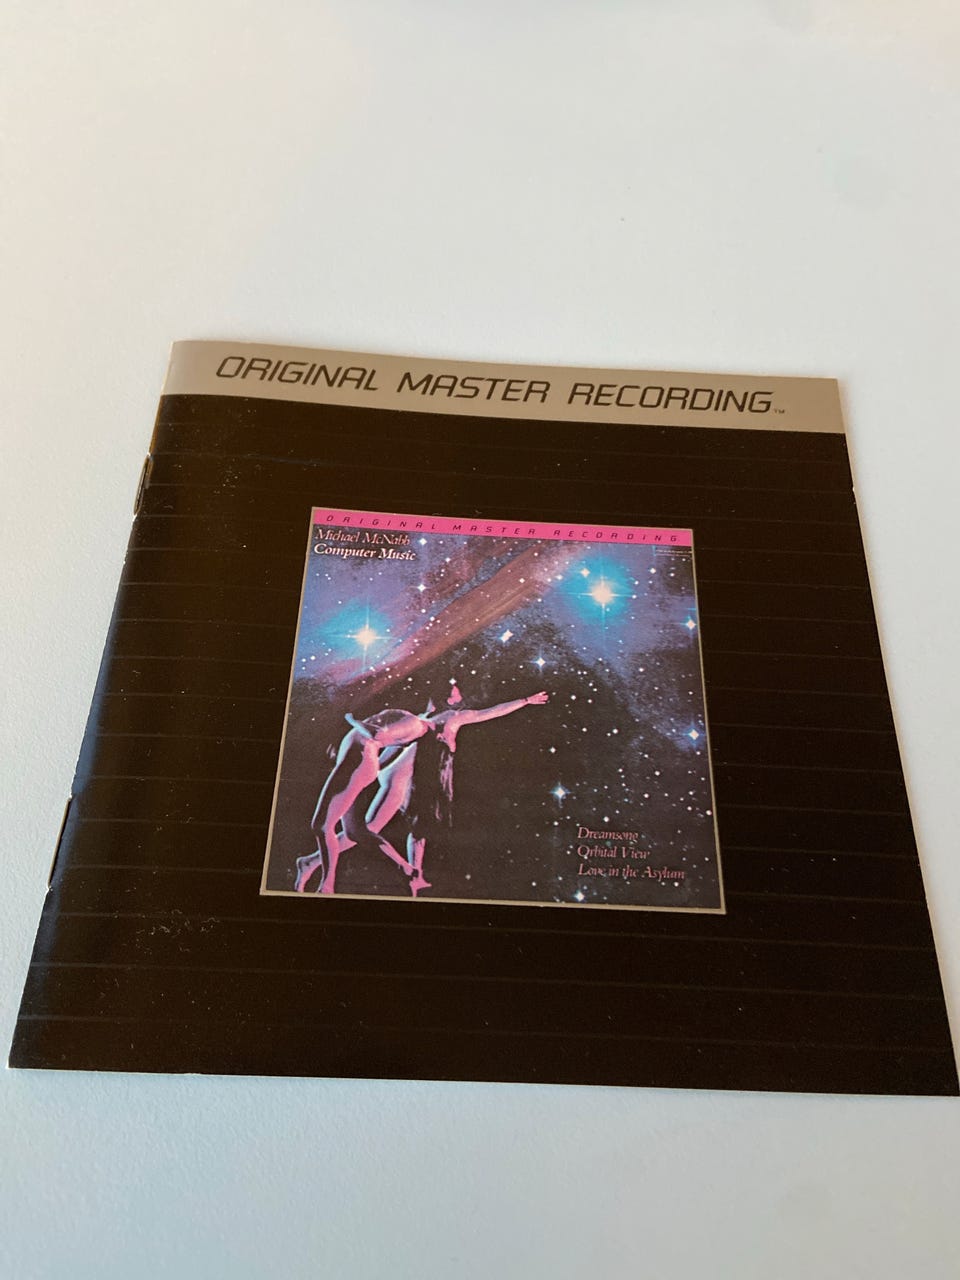 ORIGINAL MASTER RECORDING™
ORIGINAL MASTER RECORDING
Michael McNabb
Computer Music
Dreamsong
Orbital View
Love in the Asylum